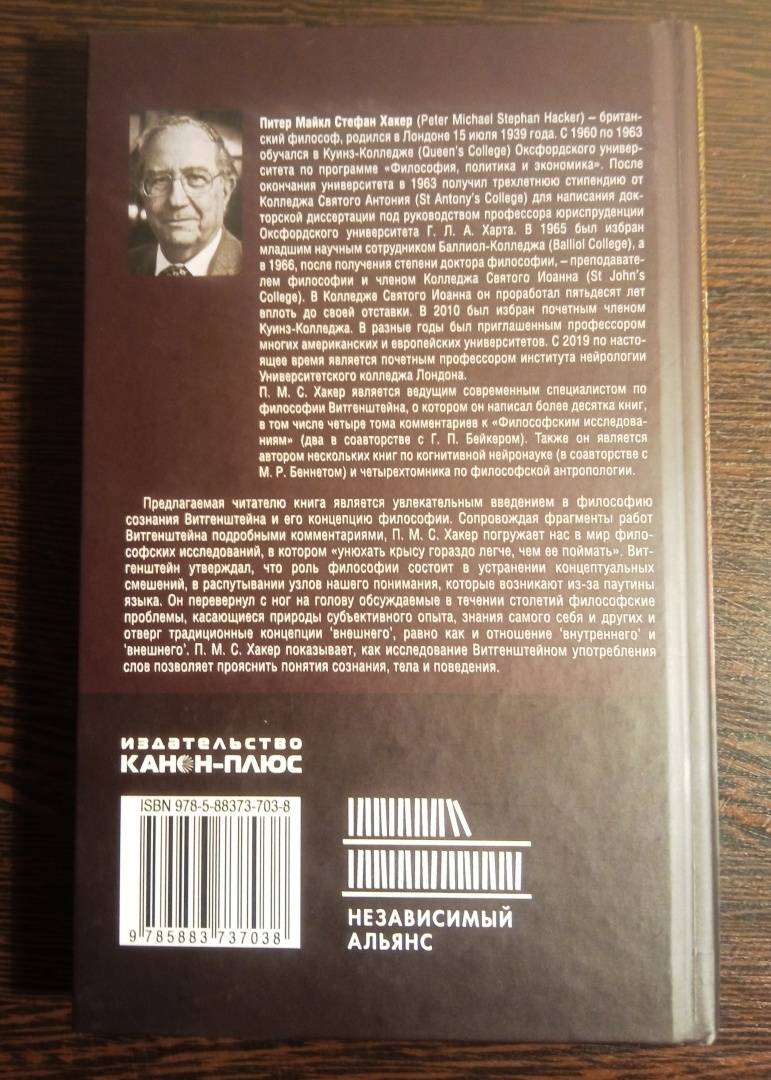 Питер Майкл Стефан Хакер (Peter Michael Stephan Hacker) – британ-
ский философ, родился в Лондоне 15 июля 1939 года. С 1960 по 1963
обучался в Куинз-Колледже (Queen's College) Оксфордского универ-
ситета по программе «Философия, политика и экономика». После
окончания университета в 1963 получил трехлетнюю стипендию от
Колледжа Святого Антония (St Antony's College) для написания док-
торской диссертации под руководством профессора юриспруденции
Оксфордского университета Г. Л. А. Харта. В 1965 был избран
младшим научным сотрудником Баллиол-Колледжа (Balliol College), а
в 1966, после получения степени доктора философии, – преподавате-
лем философии и членом Колледжа Святого Иоанна (St John's
College). В Колледже Святого Иоанна он проработал пятьдесят лет
вплоть до своей отставки. В 2010 был избран почетным членом
Куинз-Колледжа. В разные годы был приглашенным профессором
многих американских и европейских университетов. С 2019 по насто-
ящее время является почетным профессором института нейрологии
Университетского колледжа Лондона.
П. М. С. Хакер является ведущим современным специалистом по
философии Витгенштейна, о котором он написал более десятка книг,
в том числе четыре тома комментариев к «Философским исследова-
ниям» (два в соавторстве с Г. П. Бейкером). Также он является
автором нескольких книг по когнитивной нейронауке (в соавторстве с
М. Р. Беннетом) и четырехтомника по философской антропологии.
Предлагаемая читателю книга является увлекательным введением в философию
сознания Витгенштейна и его концепцию философии. Сопровождая фрагменты работ
Витгенштейна подробными комментариями, П. М. С. Хакер погружает нас в мир фило-
софских исследований, в котором «унюхать крысу гораздо легче, чем ее поймать». Вит-
генштейн утверждал, что роль философии состоит в устранении концептуальных
смешений, в распутывании узлов нашего понимания, которые возникают из-за паутины
языка. Он перевернул с ног на голову обсуждаемые в течении столетий философские
проблемы, касающиеся природы субъективного опыта, знания самого себя и других и
отверг традиционные концепции 'внешнего', равно как и отношение 'внутреннего' и
'внешнего'. П. М. С. Хакер показывает, как исследование Витгенштейном употребления
слов позволяет прояснить понятия сознания, тела и поведения.
издательство
КАНОН-ПЛЮС
ISBN 978-5-88373-703-8
9 785883 737038
НЕЗАВИСИМЫЙ
АЛЬЯНС